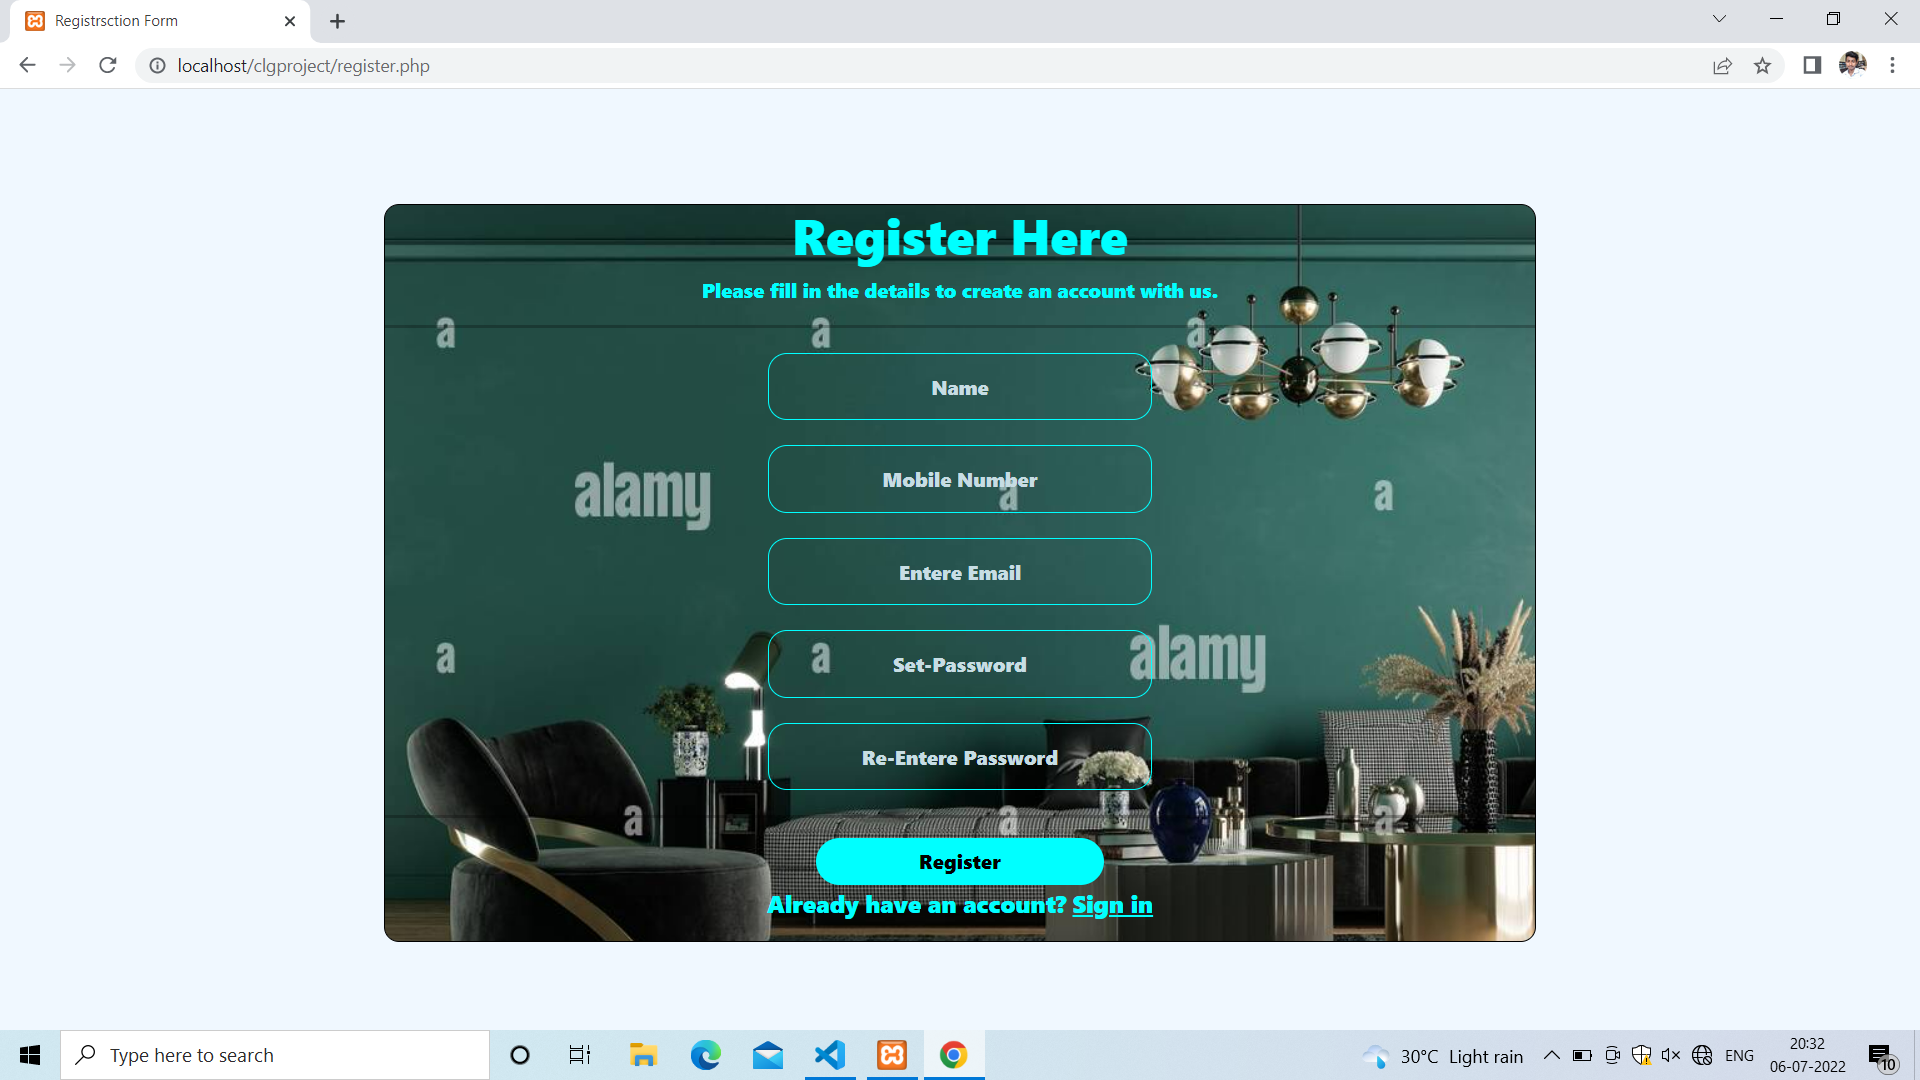 Registrsction Form
localhost/clgproject/register.php
Register Here
Please fill in the details to create an account with us.
a a a
Name
alamy
Mobile Number
a a
Entere Email
a a
alamy
Set-Password
Re-Entere Password
a a a
Register
Already have an account? Sign in
Type here to search
30°C Light rain
ENG
20:32
06-07-2022
10